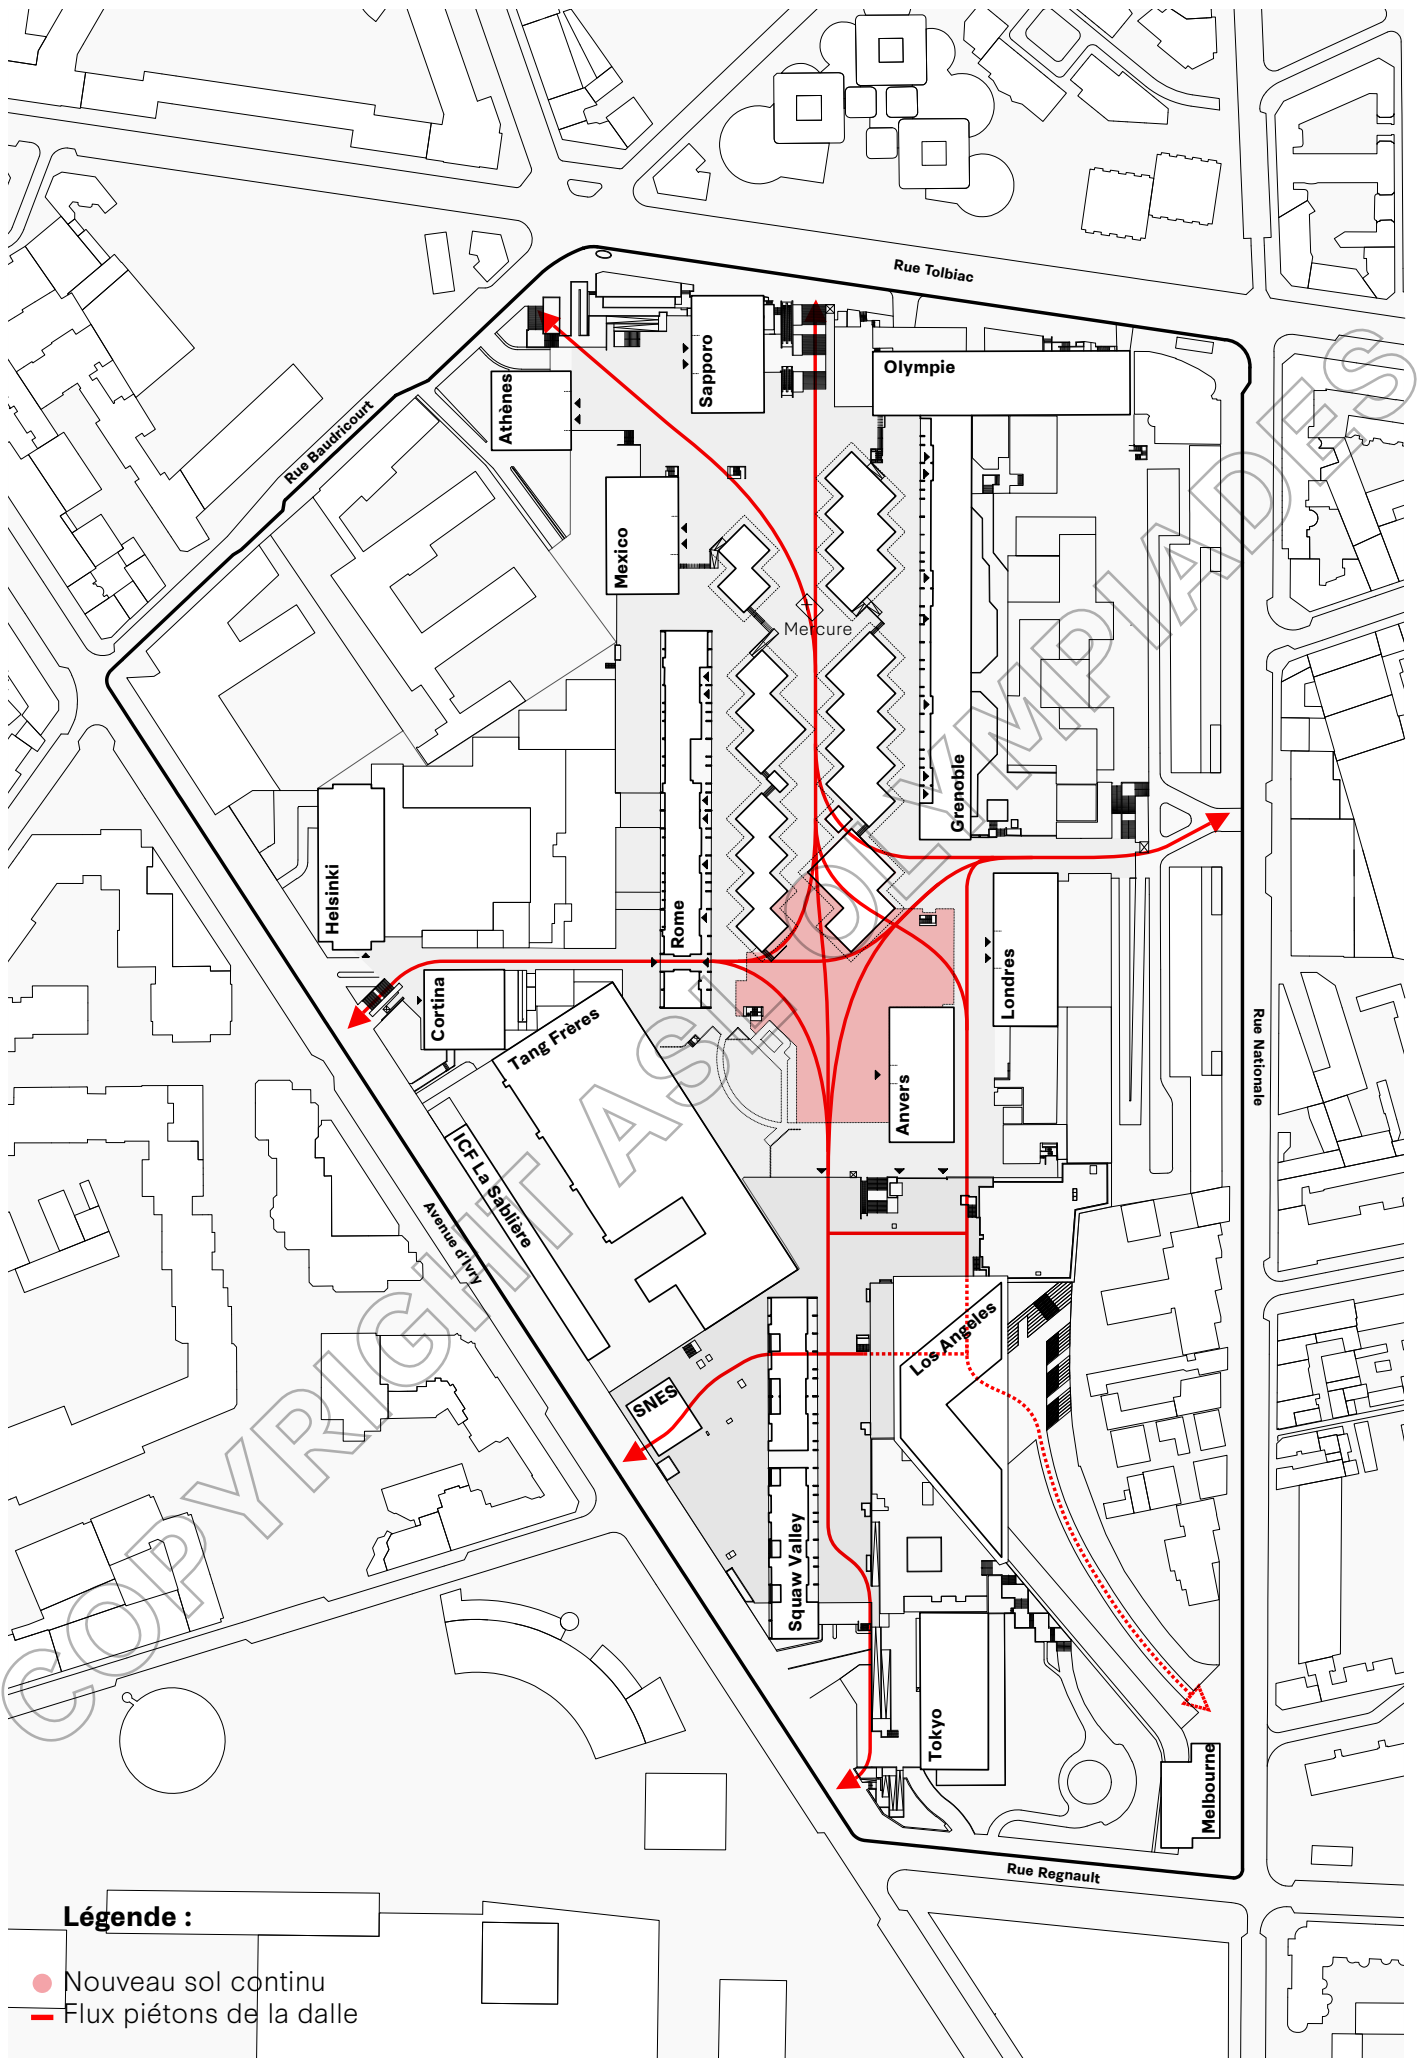 Rue Tolbiac
Sapporo
Olympie
Athènes
Rue Baudricourt
Mexico
Mercure
Grenoble
Helsinki
Rome
Londres
Cortina
Tang Frères
Rue Nationale
Anvers
ICF La Sablière
Avenue d'Ivry
Los Angeles
SNES
Squaw Valley
Tokyo
Melbourne
Rue Regnault
COPYRIGHT ASL OLYMPIADES
Légende :
Nouveau sol continu
Flux piétons de la dalle